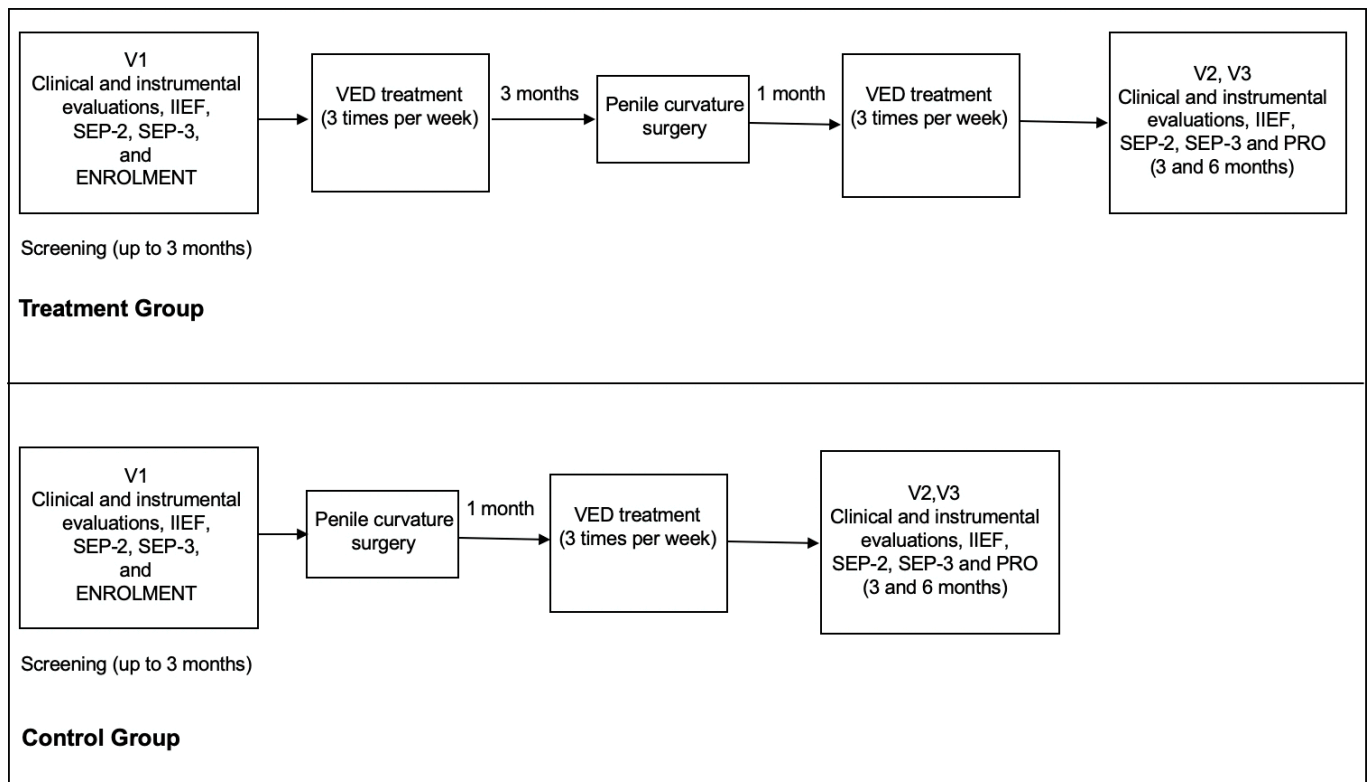 V1
Clinical and instrumental
evaluations, IIEF,
SEP-2, SEP-3,
and
ENROLMENT
VED treatment
(3 times per week)
3 months
Penile curvature
surgery
1 month
VED treatment
(3 times per week)
V2, V3
Clinical and instrumental
evaluations, IIEF,
SEP-2, SEP-3 and PRO
(3 and 6 months)
Screening (up to 3 months)
Treatment Group
V1
Clinical and instrumental
evaluations, IIEF,
SEP-2, SEP-3,
and
ENROLMENT
Penile curvature
surgery
1 month
VED treatment
(3 times per week)
V2,V3
Clinical and instrumental
evaluations, IIEF,
SEP-2, SEP-3 and PRO
(3 and 6 months)
Screening (up to 3 months)
Control Group